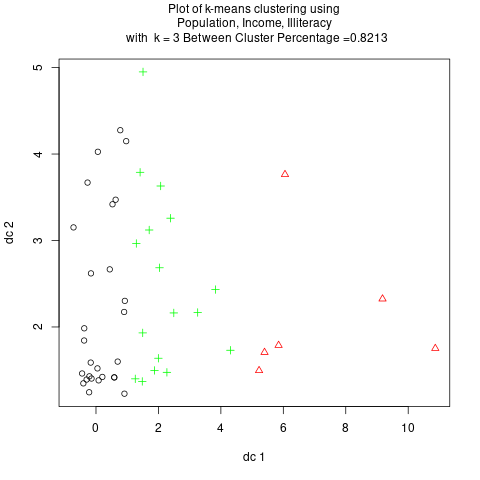 Plot of k-means clustering using
Population, Income, Illiteracy
with k = 3 Between Cluster Percentage =0.8213
5
4
3
2
dc 2
0 2 4 6 8 10
dc 1